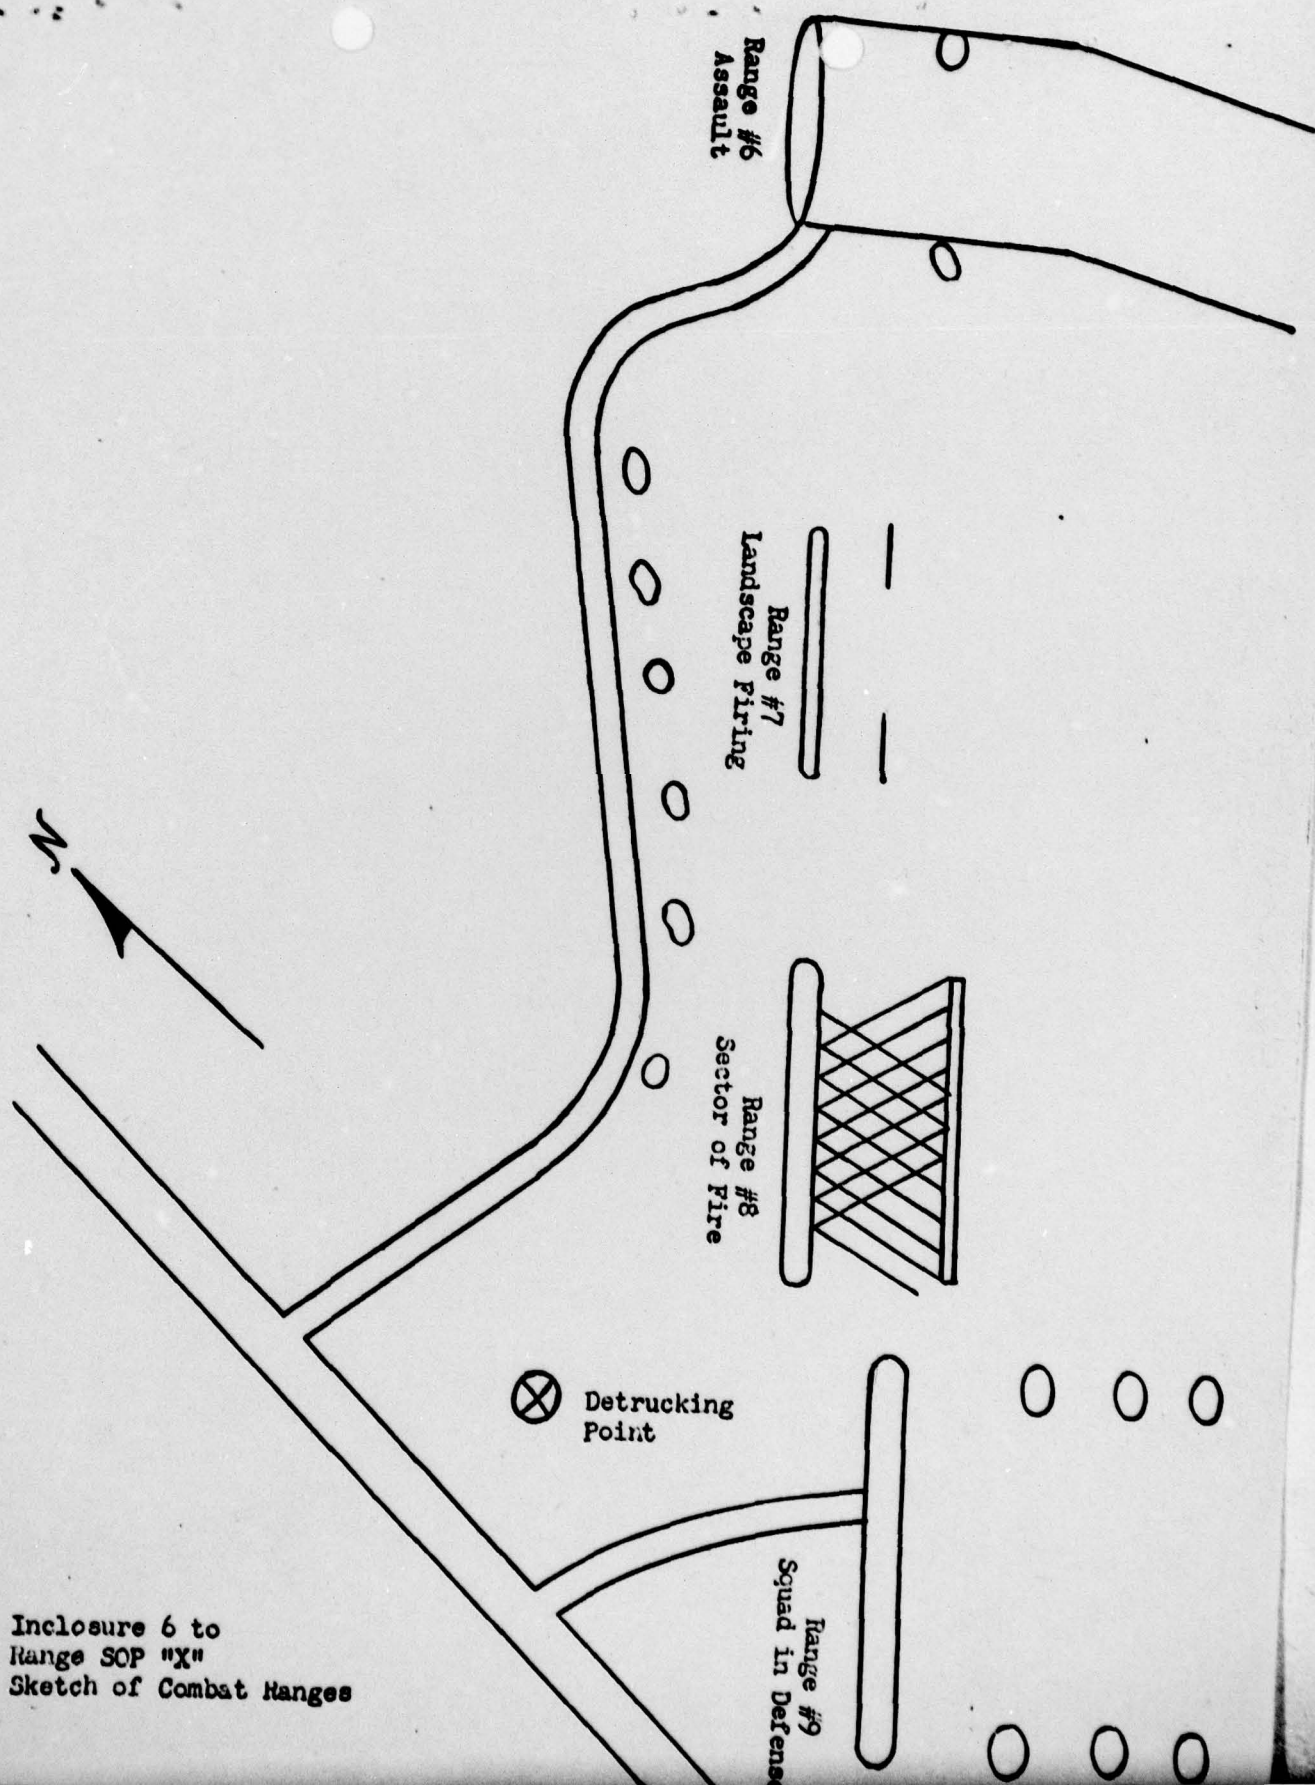 Range #6
Assault
Range #7
Landscape Firing
N
Range #8
Sector of Fire
Detrucking
Point
Range #9
Squad in Defense
Inclosure 6 to
Range SOP "X"
Sketch of Combat Ranges